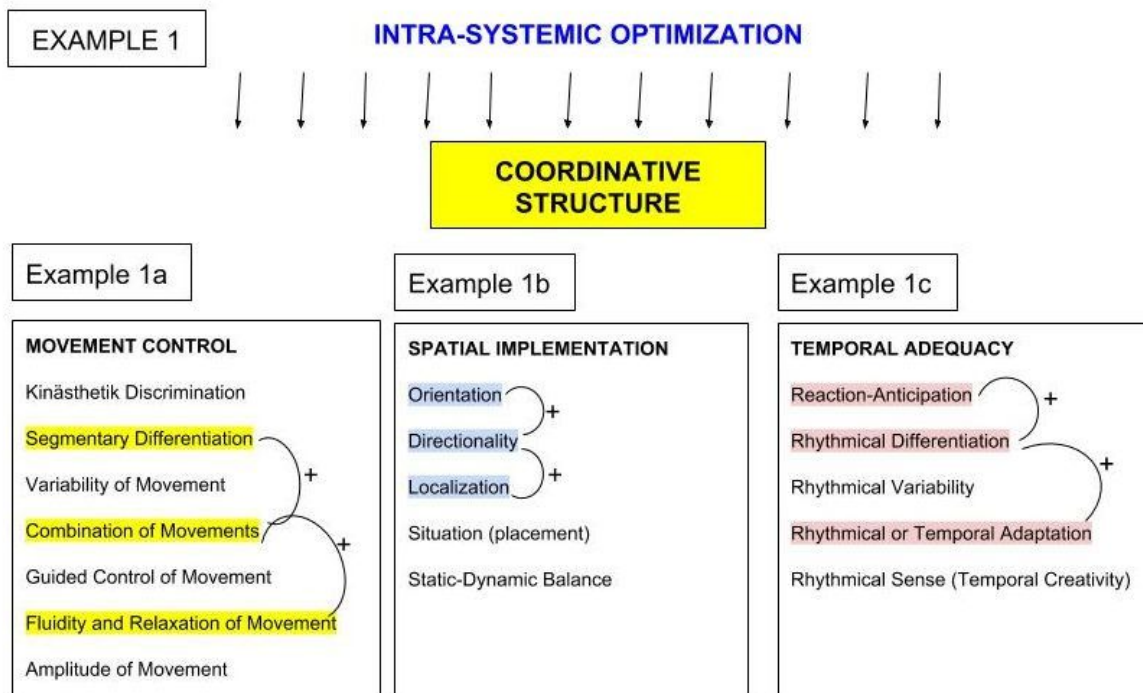 EXAMPLE 1
INTRA-SYSTEMIC OPTIMIZATION
COORDINATIVE
STRUCTURE
Example 1a
MOVEMENT CONTROL
Kinästhetik Discrimination
Segmentary Differentiation
+
Variability of Movement
Combination of Movements
+
Guided Control of Movement
Fluidity and Relaxation of Movement
Amplitude of Movement
Example 1b
SPATIAL IMPLEMENTATION
Orientation
+
Directionality
+
Localization
Situation (placement)
Static-Dynamic Balance
Example 1c
TEMPORAL ADEQUACY
Reaction-Anticipation
+
Rhythmical Differentiation
+
Rhythmical Variability
Rhythmical or Temporal Adaptation
Rhythmical Sense (Temporal Creativity)